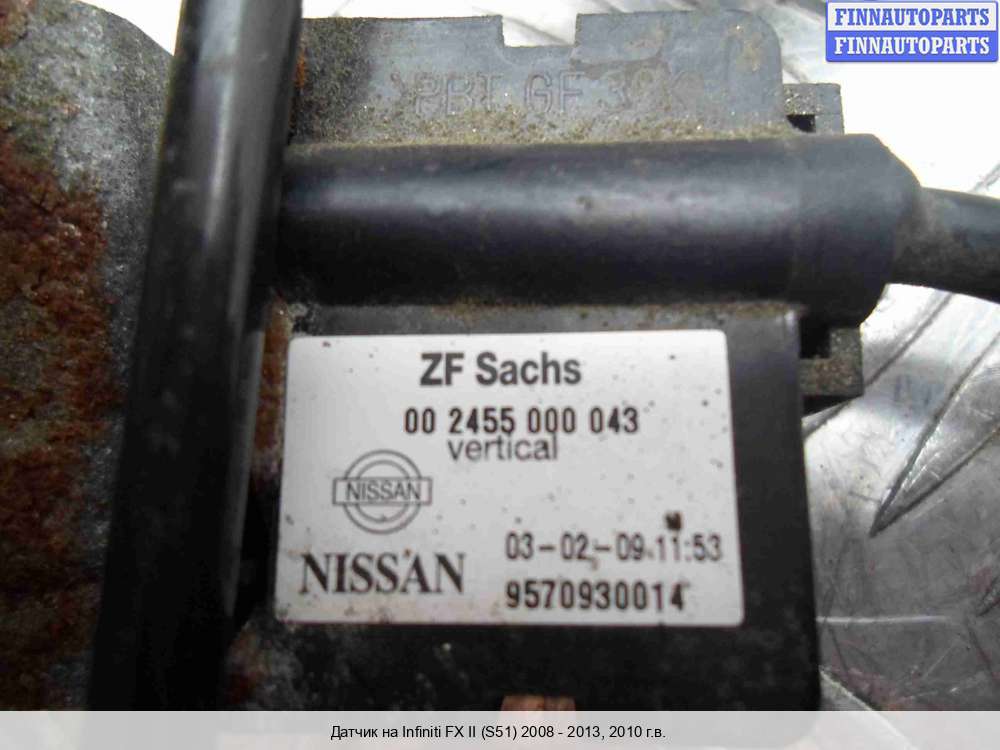 FINNAUTOPARTS
FINNAUTOPARTS
ZF Sachs
00 2455 000 043
vertical
NISSAN
03-02-09 11:53
NISSAN
9570930014
Датчик на Infiniti FX II (S51) 2008 - 2013, 2010 г.в.